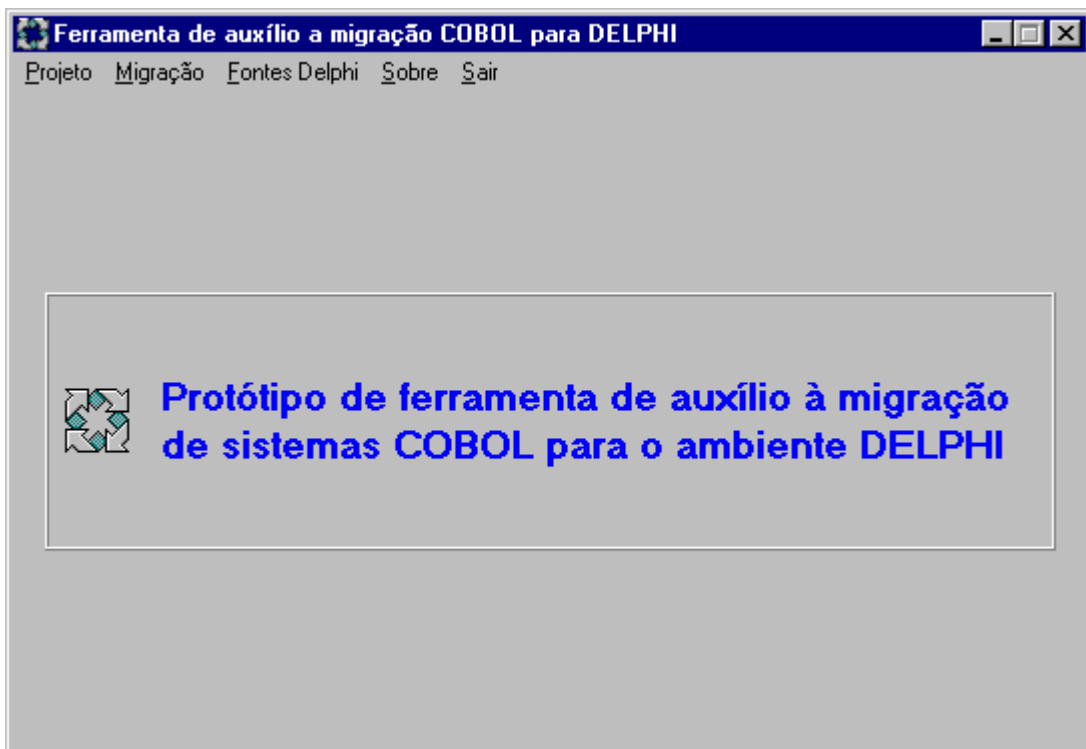 Ferramenta de auxílio a migração COBOL para DELPHI
Projeto Migração Fontes Delphi Sobre Sair
Protótipo de ferramenta de auxílio à migração
de sistemas COBOL para o ambiente DELPHI